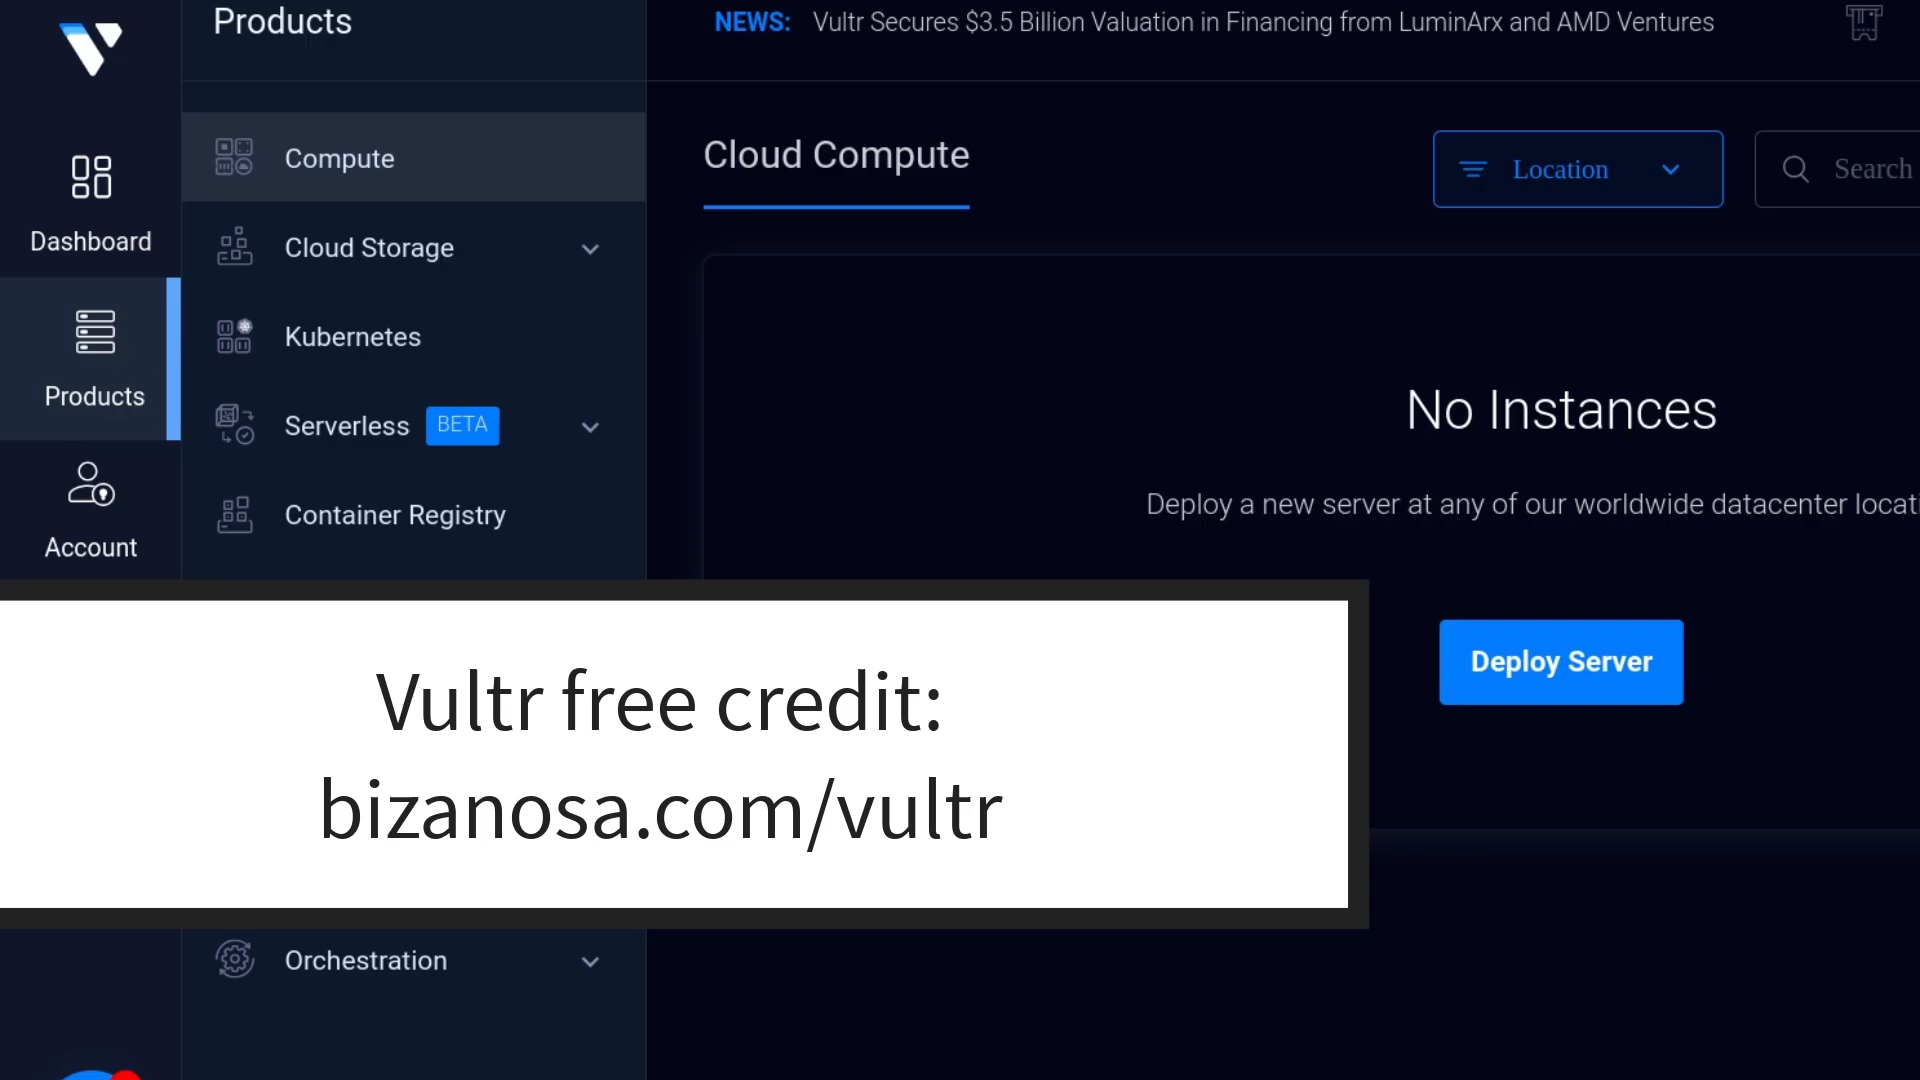 Products
NEWS: Vultr Secures $3.5 Billion Valuation in Financing from LuminArx and AMD Ventures
Dashboard
Products
Account
Compute
Cloud Storage
Kubernetes
Serverless BETA
Container Registry
Orchestration
Cloud Compute
Location
Search
No Instances
Deploy a new server at any of our worldwide datacenter locati
Deploy Server
Vultr free credit:
bizanosa.com/vultr